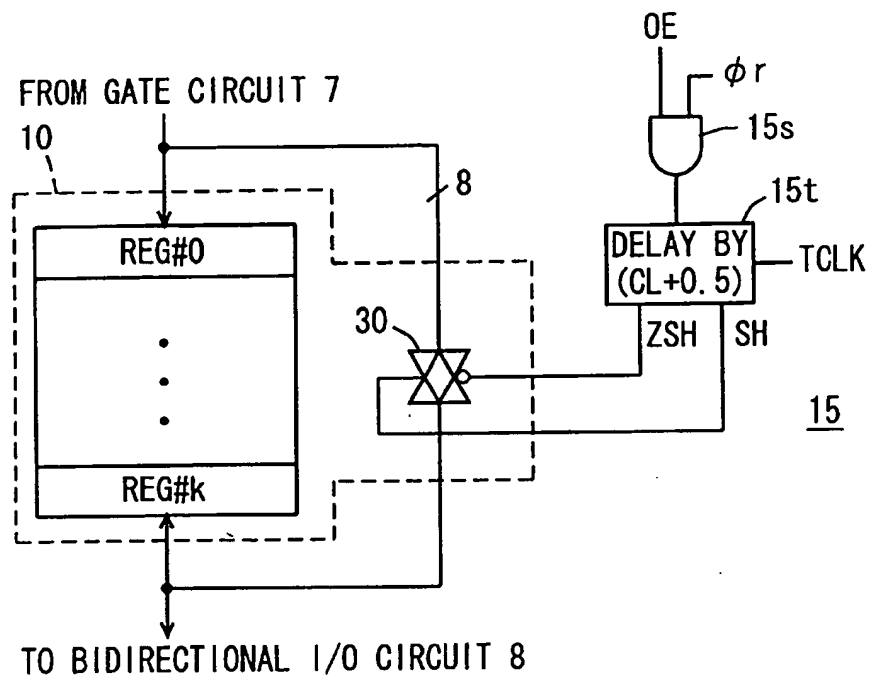 OE
φr
FROM GATE CIRCUIT 7
10
15s
8
15t
REG#0
DELAY BY
(CL+0.5)
TCLK
30
ZSH
SH
15
REG#k
TO BIDIRECTIONAL I/O CIRCUIT 8